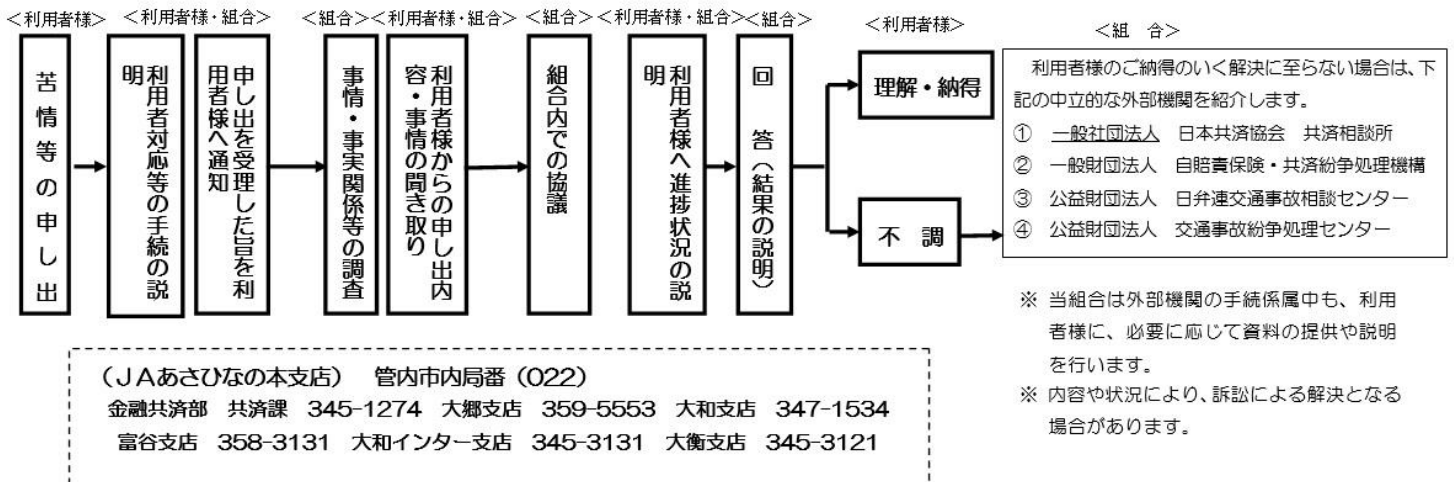 ＜利用者様＞　＜利用者様・組合＞　＜組合＞＜利用者様・組合＞　＜組合＞　＜利用者様・組合＞＜組合＞　＜利用者様＞　＜組　合＞
苦情等の申し出
利用者対応等の手続の説
明
申し出を受理した旨を利
用者様へ通知
事情・事実関係等の調査
利用者様からの申し出内
容・事情の聞き取り
組合内での協議
利用者様へ進捗状況の説
明
回　答（結果の説明）
理解・納得
不　調
　利用者様のご納得のいく解決に至らない場合は、下
記の中立的な外部機関を紹介します。
①　一般社団法人　日本共済協会　共済相談所
②　一般財団法人　自賠責保険・共済紛争処理機構
③　公益財団法人　日弁連交通事故相談センター
④　公益財団法人　交通事故紛争処理センター
※ 当組合は外部機関の手続係属中も、利用
者様に、必要に応じて資料の提供や説明
を行います。
※ 内容や状況により、訴訟による解決となる
場合があります。
（ＪＡあさひなの本支店）　管内市内局番（022）
金融共済部　共済課　345-1274　大郷支店　359-5553　大和支店　347-1534
富谷支店　358-3131　大和インター支店　345-3131　大衡支店　345-3121